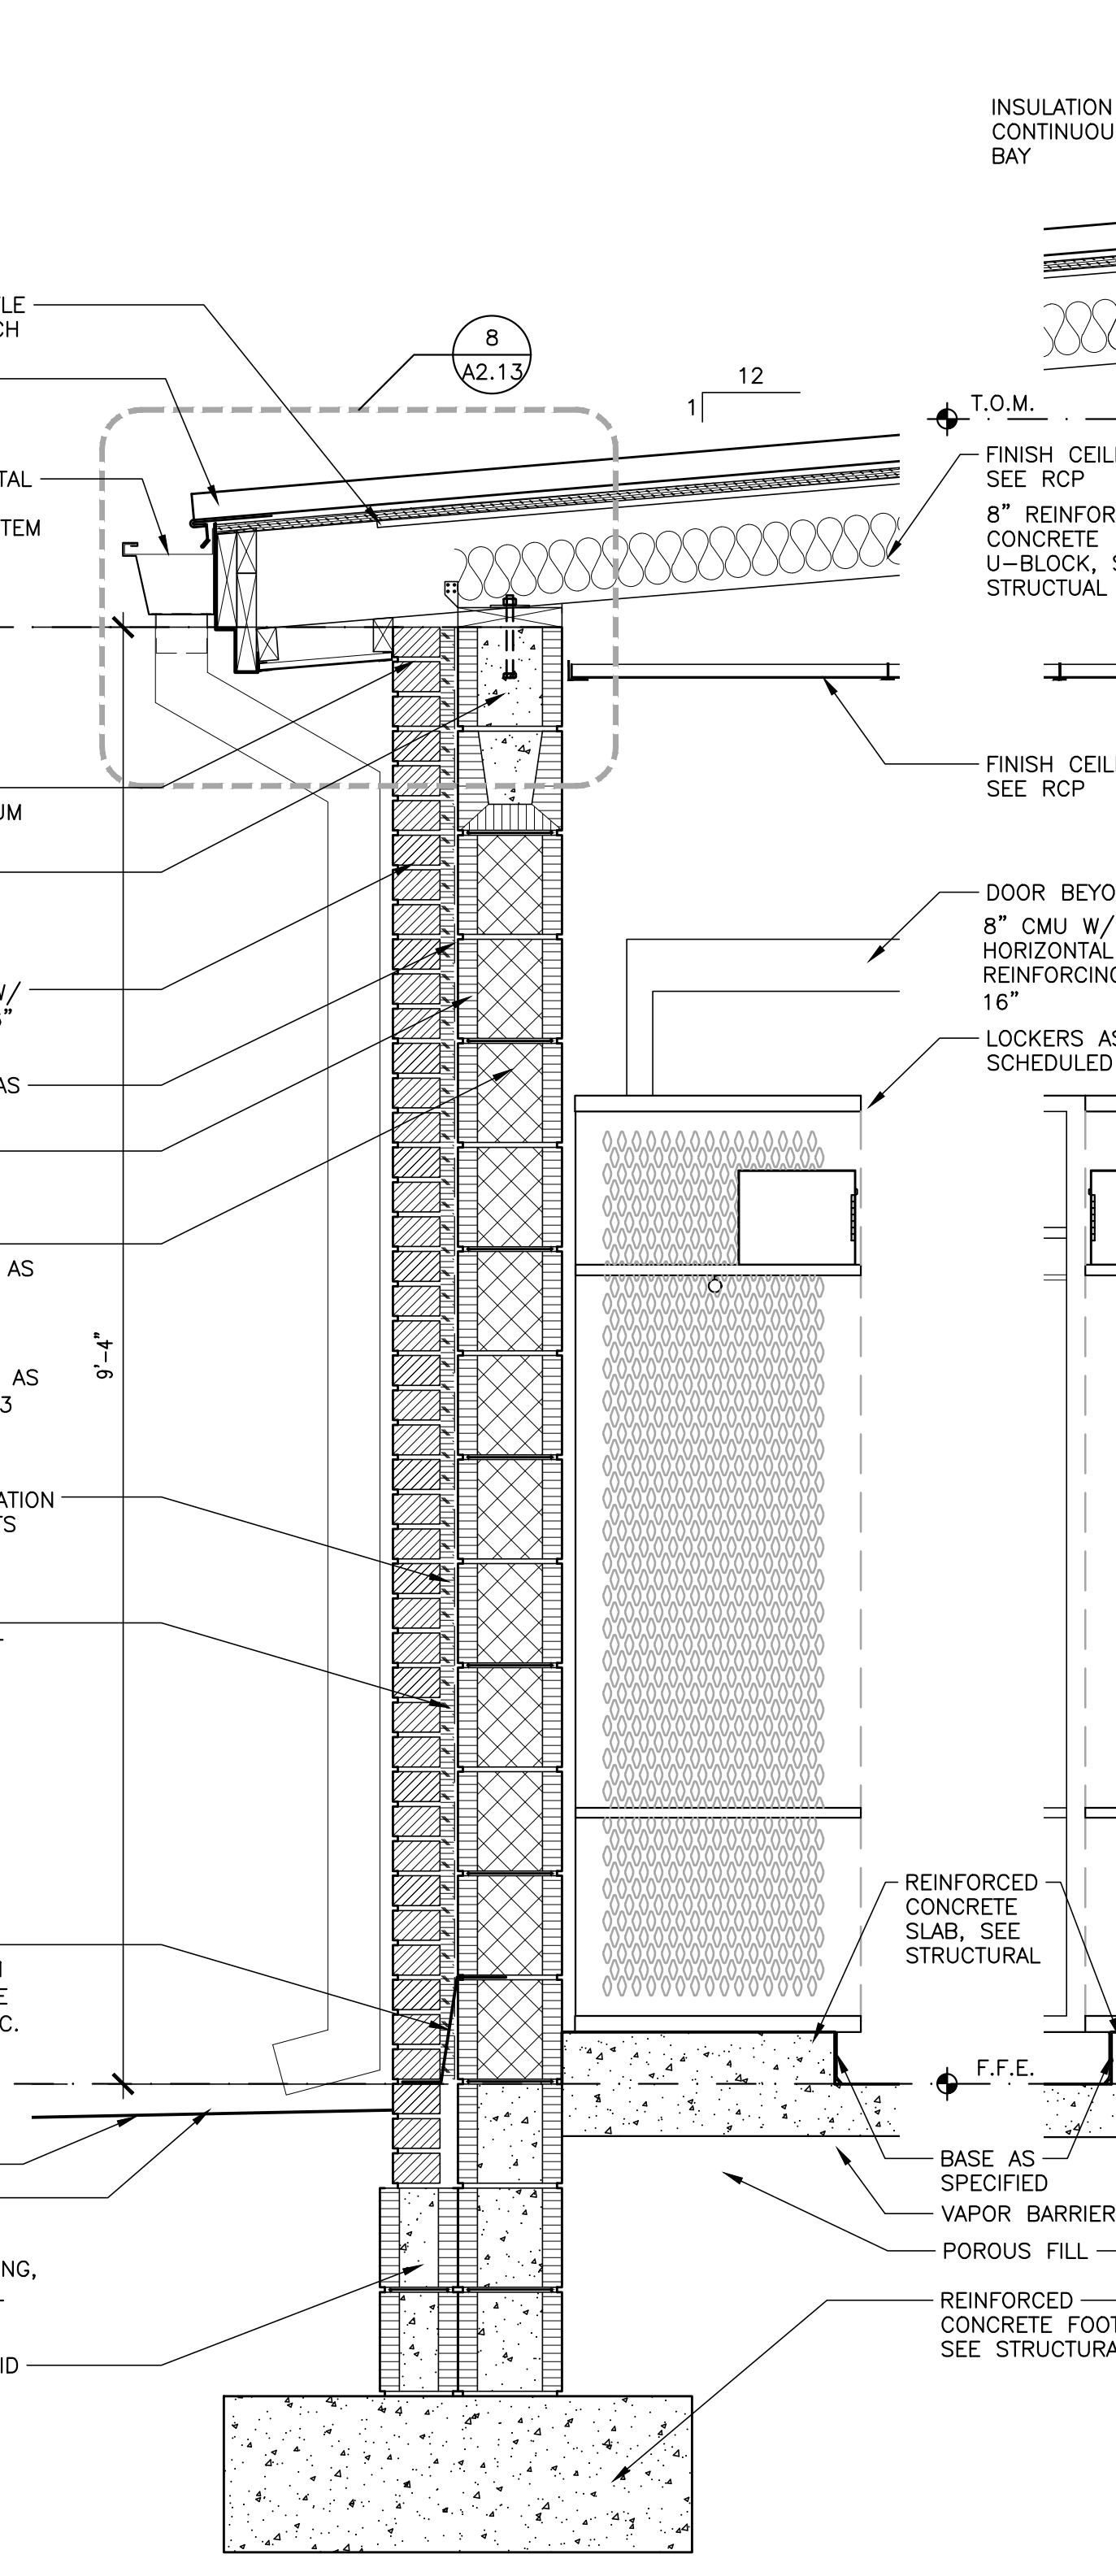 INSULATION
CONTINUOU
BAY
LE
CH
8
A2.13
12
1
T.O.M.
TAL
TEM
FINISH CEIL
SEE RCP
8" REINFOR
CONCRETE
U-BLOCK, S
STRUCTUAL
FINISH CEIL
SEE RCP
UM
DOOR BEYO
8" CMU W/
HORIZONTAL
REINFORCING
16"
W/
AS
LOCKERS AS
SCHEDULED
AS
9'-4"
AS
3
ATION
TS
REINFORCED
CONCRETE
SLAB, SEE
STRUCTURAL
E
C.
F.F.E.
BASE AS
SPECIFIED
VAPOR BARRIER
POROUS FILL
NG,
REINFORCED
CONCRETE FOOT
SEE STRUCTURA
ID